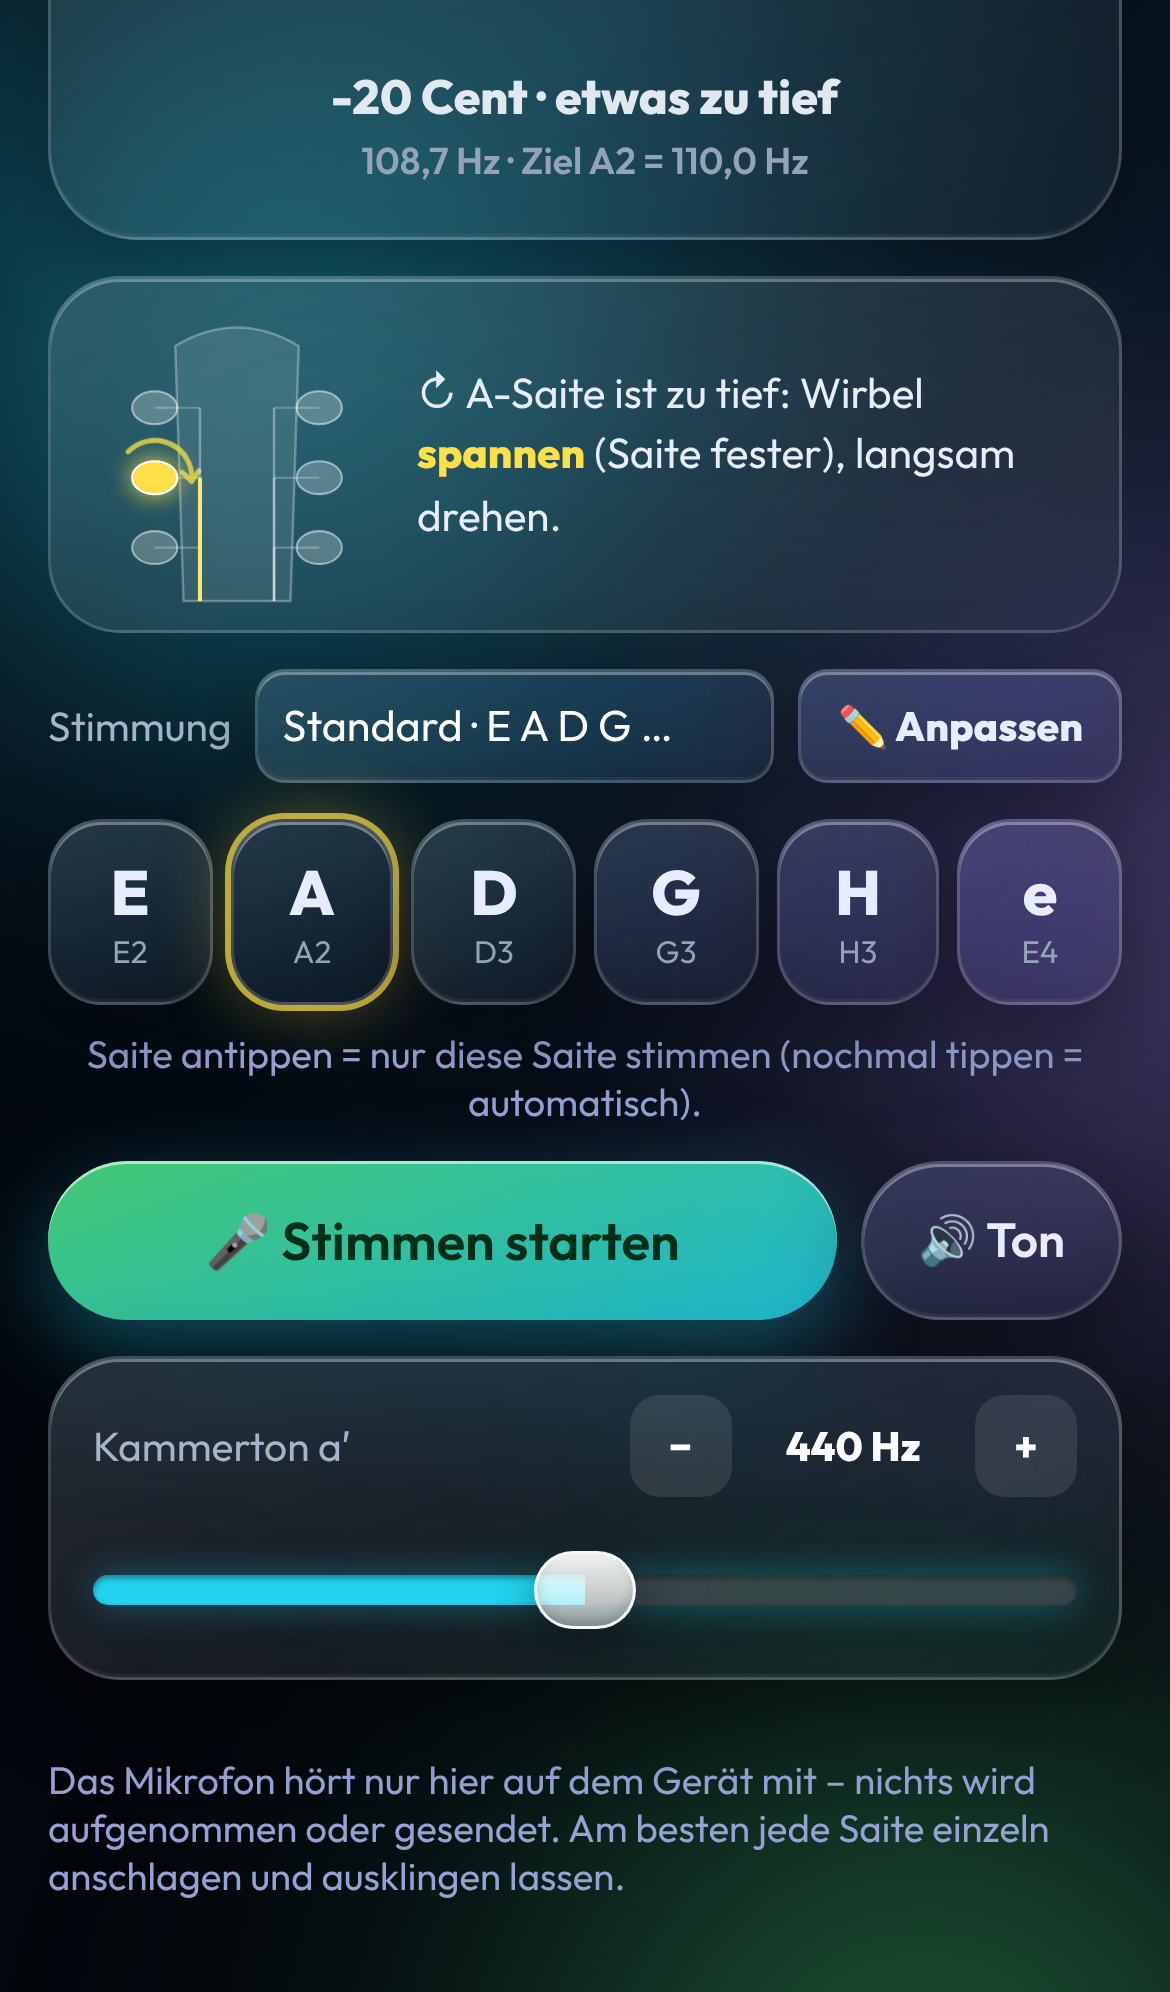 -20 Cent · etwas zu tief
108,7 Hz · Ziel A2 = 110,0 Hz
↻ A-Saite ist zu tief: Wirbel
spannen (Saite fester), langsam
drehen.
Stimmung
Standard · E A D G ...
✏️ Anpassen
E A D G H e
E2 A2 D3 G3 H3 E4
Saite antippen = nur diese Saite stimmen (nochmal tippen =
automatisch).
🎤 Stimmen starten
🔊 Ton
Kammerton a′
− 440 Hz +
Das Mikrofon hört nur hier auf dem Gerät mit – nichts wird
aufgenommen oder gesendet. Am besten jede Saite einzeln
anschlagen und ausklingen lassen.